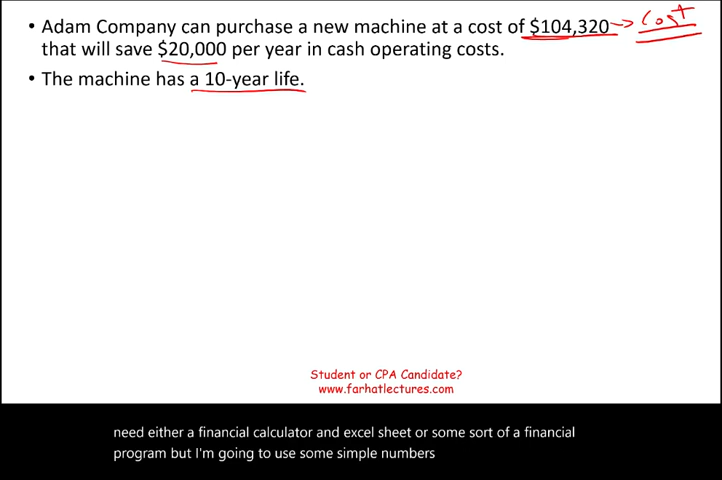 • Adam Company can purchase a new machine at a cost of $104,320 → Cost
that will save $20,000 per year in cash operating costs.
• The machine has a 10-year life.
Student or CPA Candidate?
www.farhatlectures.com
need either a financial calculator and excel sheet or some sort of a financial
program but I'm going to use some simple numbers